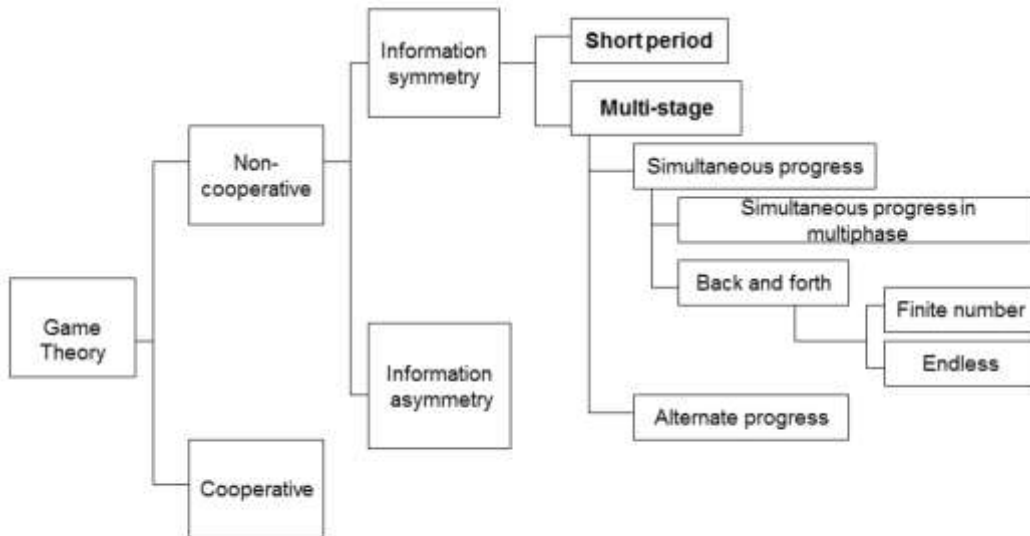 Information
symmetry
Short period
Multi-stage
Non-
cooperative
Simultaneous progress
Simultaneous progress in
multiphase
Back and forth
Finite number
Endless
Game
Theory
Information
asymmetry
Alternate progress
Cooperative